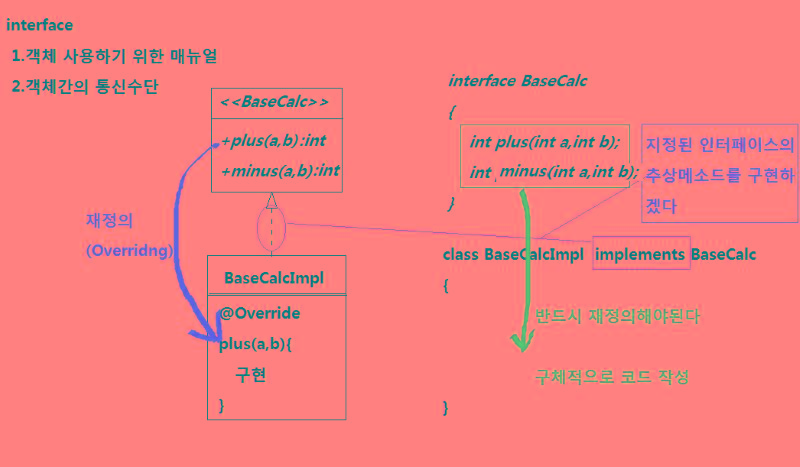 interface
1.객체 사용하기 위한 매뉴얼
2.객체간의 통신수단
<<BaseCalc>>
+plus(a,b):int
+minus(a,b):int
재정의
(Overridng)
BaseCalcImpl
@Override
plus(a,b){
구현
}
interface BaseCalc
{
int plus(int a,int b);
int minus(int a,int b);
}
지정된 인터페이스의
추상메소드를 구현하
겠다
class BaseCalcImpl implements BaseCalc
{
반드시 재정의해야된다
구체적으로 코드 작성
}